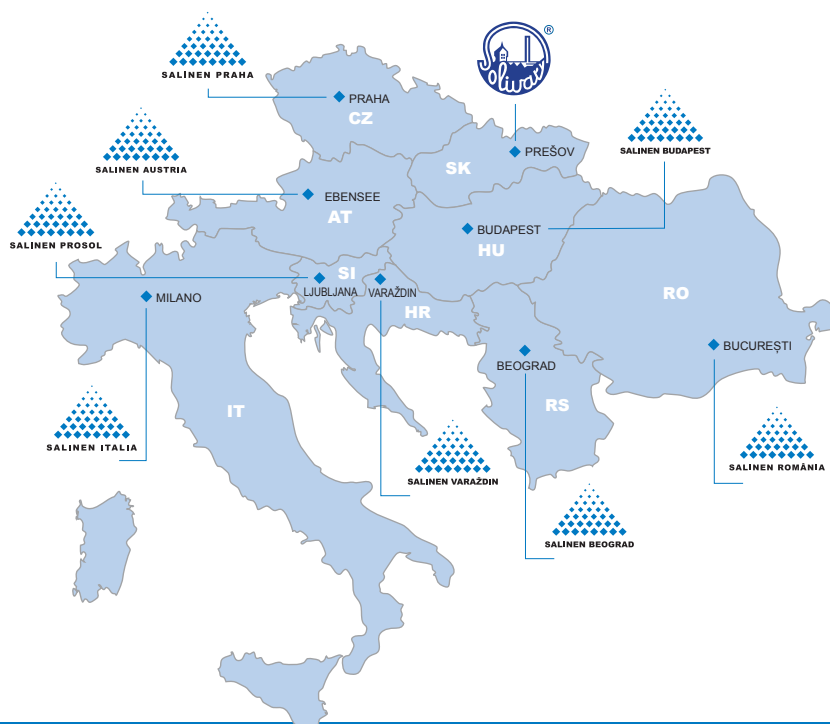 SALINEN PRAHA
Solivary
®
PRAHA
CZ
SALINEN AUSTRIA
PREŠOV
SK
SALINEN BUDAPEST
EBENSEE
AT
SALINEN PROSOL
BUDAPEST
HU
SI
LJUBLJANA
VARAŽDIN
MILANO
HR
RO
BUCUREȘTI
BEOGRAD
IT
RS
SALINEN ITALIA
SALINEN VARAŽDIN
SALINEN ROMÂNIA
SALINEN BEOGRAD